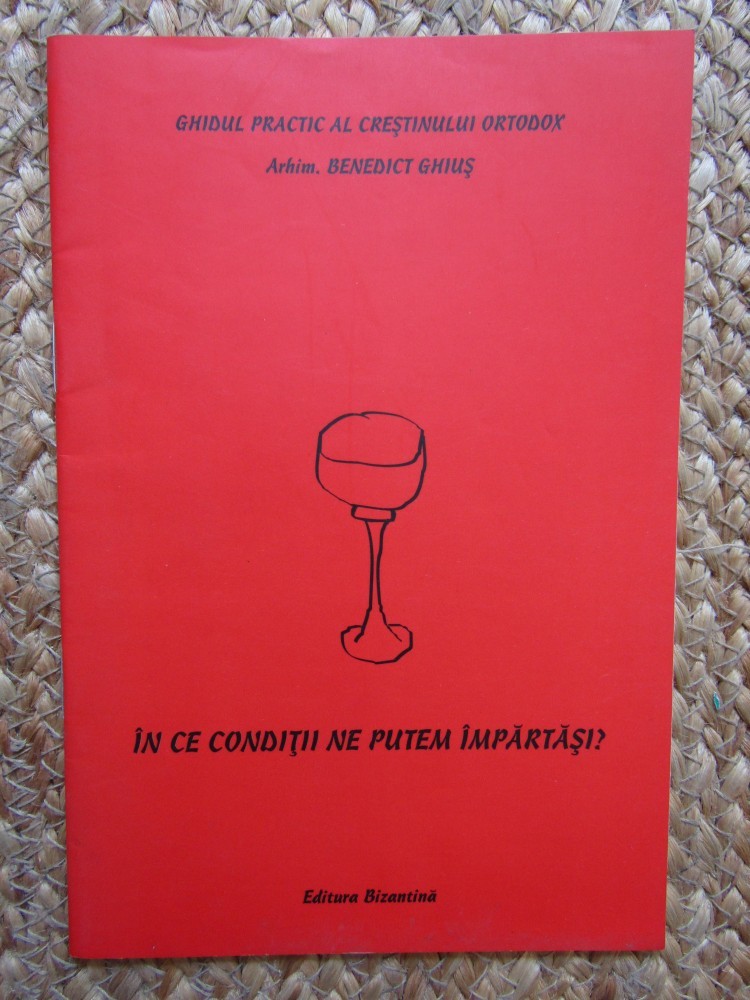 GHIDUL PRACTIC AL CREŞTINULUI ORTODOX
Arhim. BENEDICT GHIUŞ
ÎN CE CONDIŢII NE PUTEM ÎMPĂRTĂŞI?
Editura Bizantină